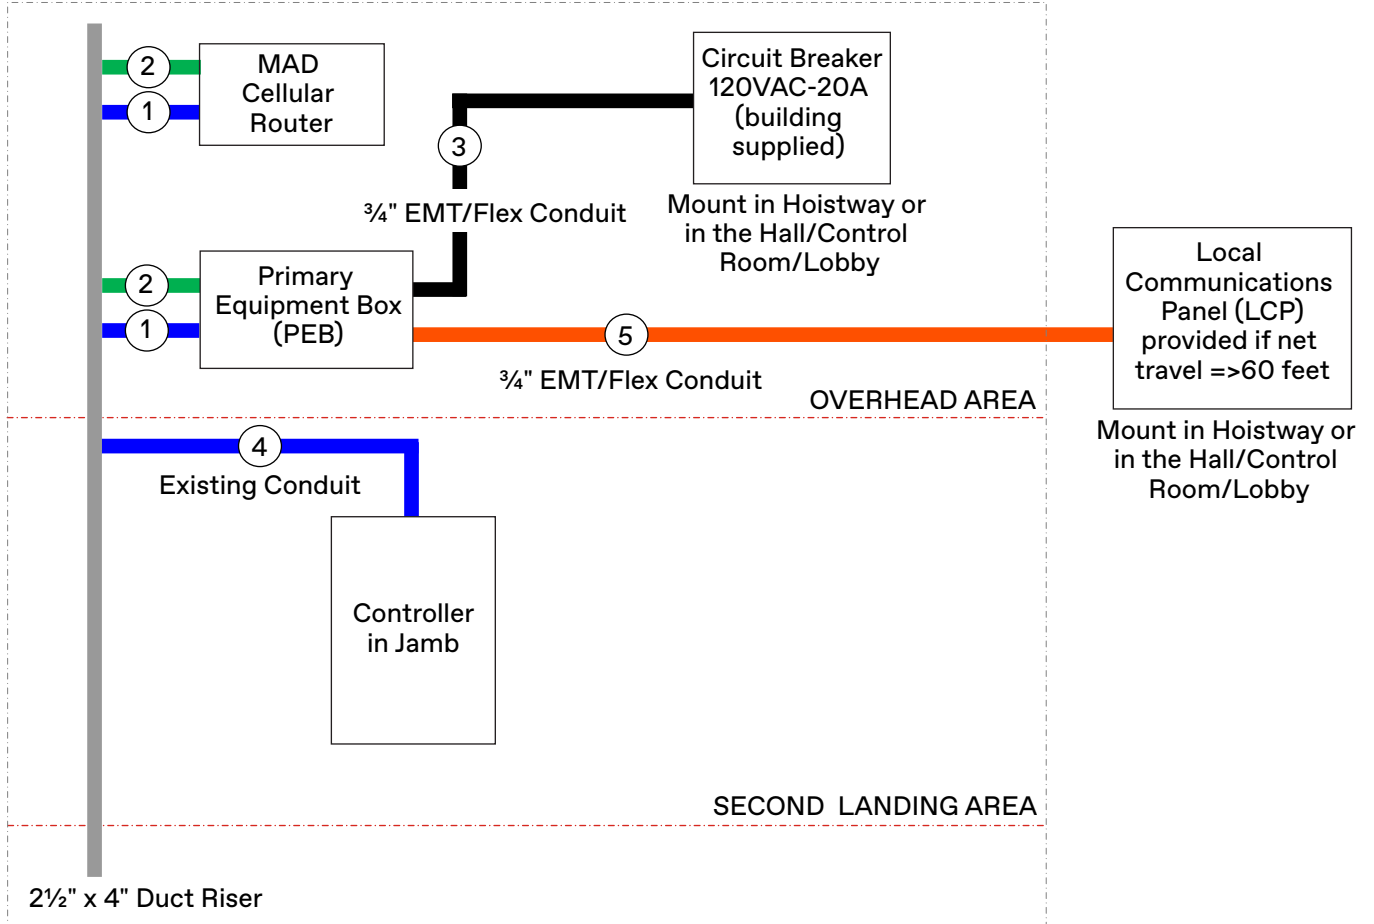 2
1
MAD
Cellular
Router
Circuit Breaker
120VAC-20A
(building
supplied)
3
¾" EMT/Flex Conduit
Mount in Hoistway or
in the Hall/Control
Room/Lobby
2
1
Primary
Equipment Box
(PEB)
5
¾" EMT/Flex Conduit
Local
Communications
Panel (LCP)
provided if net
travel =>60 feet
Mount in Hoistway or
in the Hall/Control
Room/Lobby
OVERHEAD AREA
4
Existing Conduit
Controller
in Jamb
SECOND LANDING AREA
2½" x 4" Duct Riser